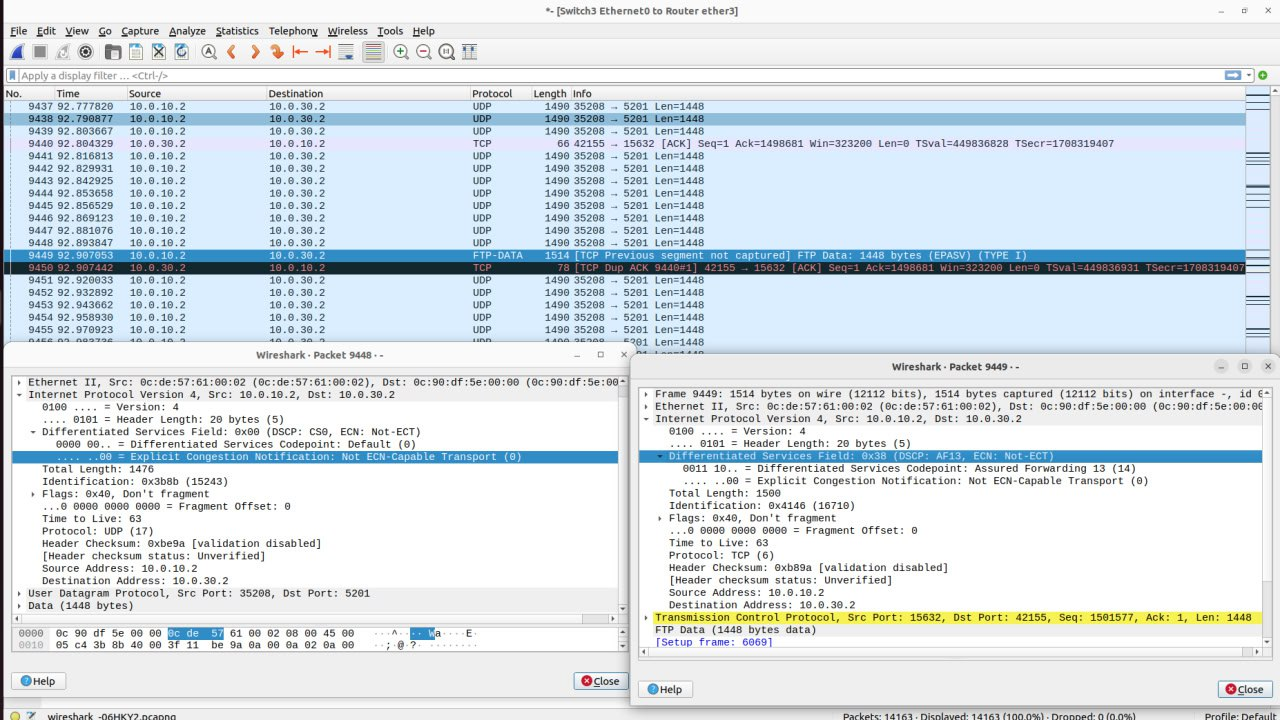 *- [Switch3 Ethernet0 to Router ether3]
File Edit View Go Capture Analyze Statistics Telephony Wireless Tools Help
Apply a display filter ... <Ctrl-/>
No. Time Source Destination Protocol Length Info
9437 92.777820 10.0.10.2 10.0.30.2 UDP 1490 35208 → 5201 Len=1448
9438 92.790877 10.0.10.2 10.0.30.2 UDP 1490 35208 → 5201 Len=1448
9439 92.803667 10.0.10.2 10.0.30.2 UDP 1490 35208 → 5201 Len=1448
9440 92.804329 10.0.30.2 10.0.10.2 TCP 66 42155 → 15632 [ACK] Seq=1 Ack=1498681 Win=323200 Len=0 TSval=449836828 TSecr=1708319407
9441 92.816813 10.0.10.2 10.0.30.2 UDP 1490 35208 → 5201 Len=1448
9442 92.829931 10.0.10.2 10.0.30.2 UDP 1490 35208 → 5201 Len=1448
9443 92.842925 10.0.10.2 10.0.30.2 UDP 1490 35208 → 5201 Len=1448
9444 92.853658 10.0.10.2 10.0.30.2 UDP 1490 35208 → 5201 Len=1448
9445 92.856529 10.0.10.2 10.0.30.2 UDP 1490 35208 → 5201 Len=1448
9446 92.869123 10.0.10.2 10.0.30.2 UDP 1490 35208 → 5201 Len=1448
9447 92.881076 10.0.10.2 10.0.30.2 UDP 1490 35208 → 5201 Len=1448
9448 92.893847 10.0.10.2 10.0.30.2 UDP 1490 35208 → 5201 Len=1448
9449 92.907053 10.0.10.2 10.0.30.2 FTP-DATA 1514 [TCP Previous segment not captured] FTP Data: 1448 bytes (EPASV) (TYPE I)
9450 92.907442 10.0.30.2 10.0.10.2 TCP 78 [TCP Dup ACK 9440#1] 42155 → 15632 [ACK] Seq=1 Ack=1498681 Win=323200 Len=0 TSval=449836931 TSecr=1708319407
9451 92.920033 10.0.10.2 10.0.30.2 UDP 1490 35208 → 5201 Len=1448
9452 92.932892 10.0.10.2 10.0.30.2 UDP 1490 35208 → 5201 Len=1448
9453 92.943662 10.0.10.2 10.0.30.2 UDP 1490 35208 → 5201 Len=1448
9454 92.958930 10.0.10.2 10.0.30.2 UDP 1490 35208 → 5201 Len=1448
9455 92.970923 10.0.10.2 10.0.30.2 UDP 1490 35208 → 5201 Len=1448
Wireshark · Packet 9448 · -
Ethernet II, Src: 0c:de:57:61:00:02 (0c:de:57:61:00:02), Dst: 0c:90:df:5e:00:00 (0c:90:df:5e:00
Internet Protocol Version 4, Src: 10.0.10.2, Dst: 10.0.30.2
0100 .... = Version: 4
.... 0101 = Header Length: 20 bytes (5)
Differentiated Services Field: 0x00 (DSCP: CS0, ECN: Not-ECT)
0000 00.. = Differentiated Services Codepoint: Default (0)
.... ..00 = Explicit Congestion Notification: Not ECN-Capable Transport (0)
Total Length: 1476
Identification: 0x3b8b (15243)
Flags: 0x40, Don't fragment
...0 0000 0000 0000 = Fragment Offset: 0
Time to Live: 63
Protocol: UDP (17)
Header Checksum: 0xbe9a [validation disabled]
[Header checksum status: Unverified]
Source Address: 10.0.10.2
Destination Address: 10.0.30.2
User Datagram Protocol, Src Port: 35208, Dst Port: 5201
Data (1448 bytes)
0000 0c 90 df 5e 00 00 0c de 57 61 00 02 08 00 45 00 ···^···· Wa····E·
0010 05 c4 3b 8b 40 00 3f 11 be 9a 0a 00 0a 02 0a 00 ··;·@·?· ········
Help Close
Wireshark · Packet 9449 · -
Frame 9449: 1514 bytes on wire (12112 bits), 1514 bytes captured (12112 bits) on interface -, id 0
Ethernet II, Src: 0c:de:57:61:00:02 (0c:de:57:61:00:02), Dst: 0c:90:df:5e:00:00 (0c:90:df:5e:00:00
Internet Protocol Version 4, Src: 10.0.10.2, Dst: 10.0.30.2
0100 .... = Version: 4
.... 0101 = Header Length: 20 bytes (5)
Differentiated Services Field: 0x38 (DSCP: AF13, ECN: Not-ECT)
0011 10.. = Differentiated Services Codepoint: Assured Forwarding 13 (14)
.... ..00 = Explicit Congestion Notification: Not ECN-Capable Transport (0)
Total Length: 1500
Identification: 0x4146 (16710)
Flags: 0x40, Don't fragment
...0 0000 0000 0000 = Fragment Offset: 0
Time to Live: 63
Protocol: TCP (6)
Header Checksum: 0xb89a [validation disabled]
[Header checksum status: Unverified]
Source Address: 10.0.10.2
Destination Address: 10.0.30.2
Transmission Control Protocol, Src Port: 15632, Dst Port: 42155, Seq: 1501577, Ack: 1, Len: 1448
FTP Data (1448 bytes data)
[Setup frame: 6069]
Help Close
wireshark_-06HKY2.pcapng Packets: 14163 · Displayed: 14163 (100.0%) · Dropped: 0 (0.0%) Profile: Default